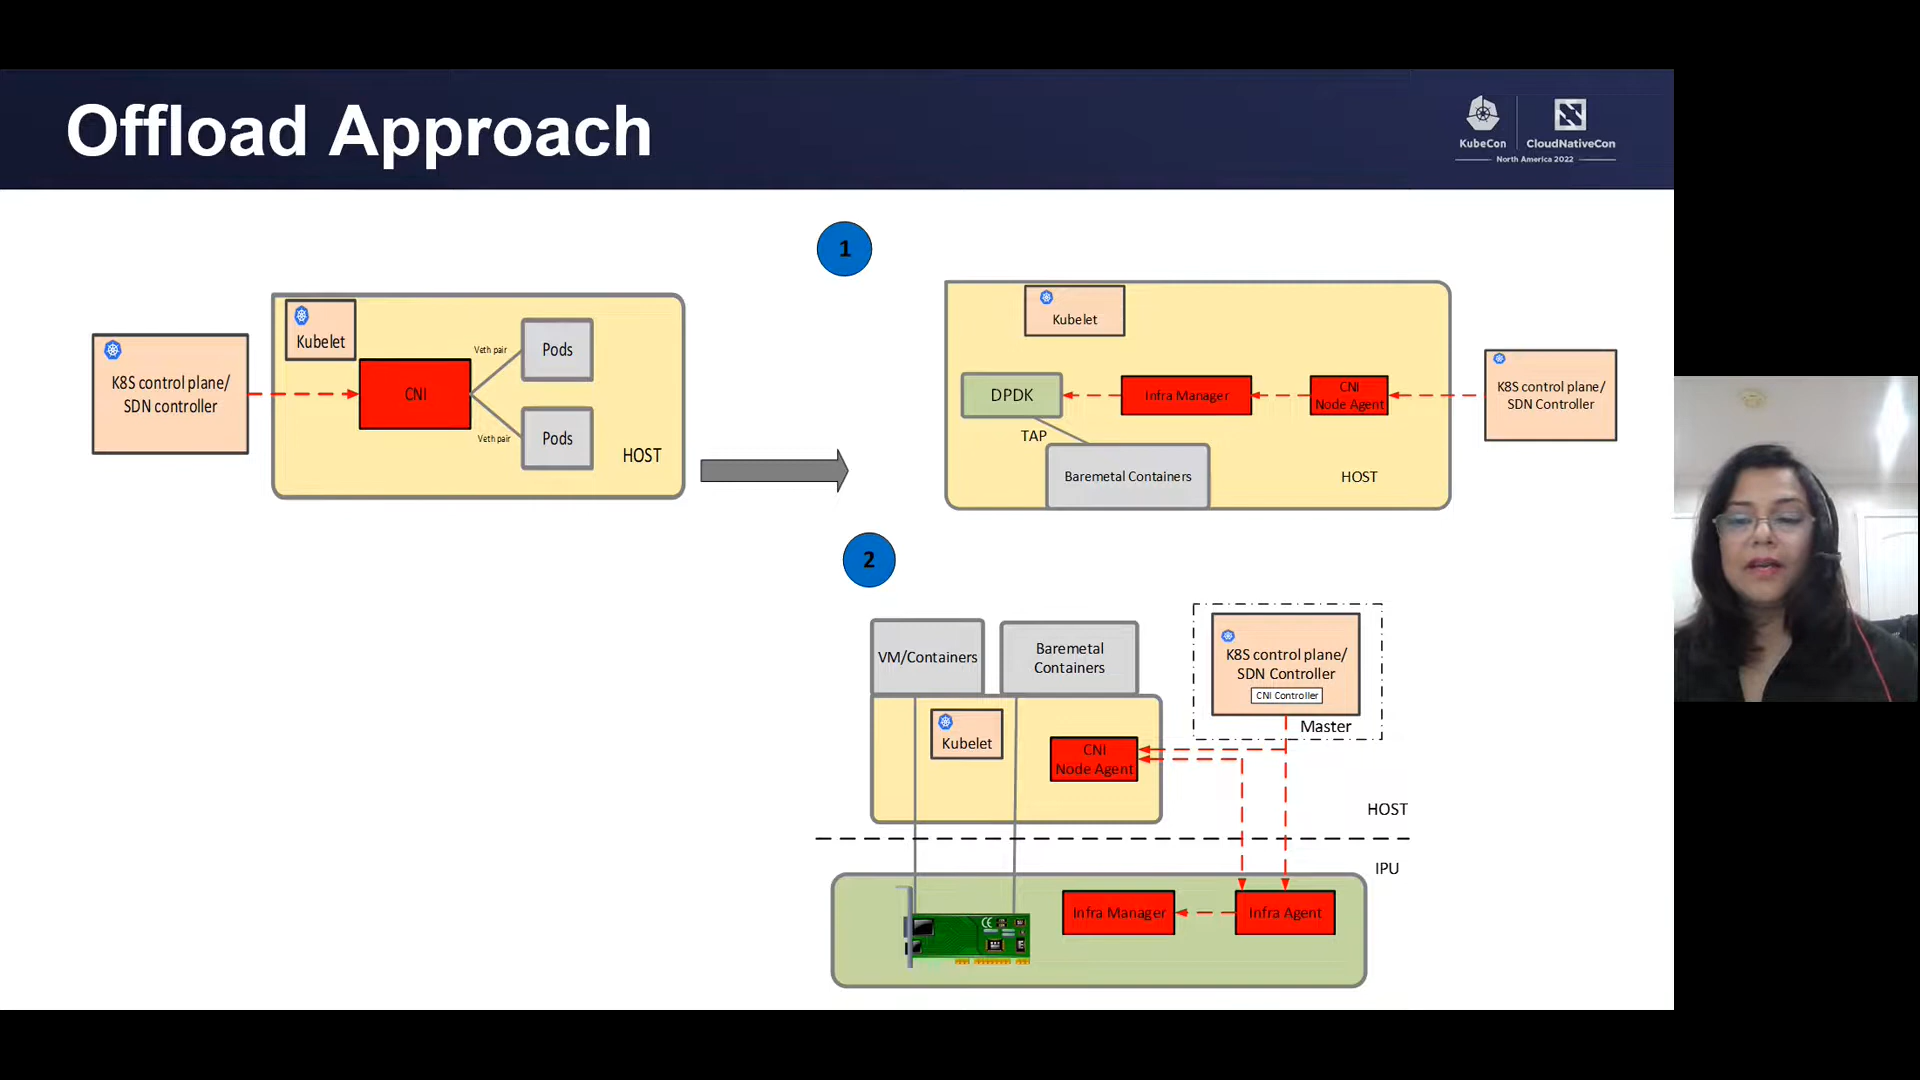 Offload Approach
KubeCon
CloudNativeCon
North America 2022
K8S control plane/
SDN controller
Kubelet
CNI
Veth pair
Pods
Veth pair
Pods
HOST
1
Kubelet
DPDK
Infra Manager
CNI
Node Agent
TAP
Baremetal Containers
HOST
K8S control plane/
SDN Controller
2
VM/Containers
Baremetal
Containers
Kubelet
CNI
Node Agent
K8S control plane/
SDN Controller
CNI Controller
Master
HOST
IPU
CE
Infra Manager
Infra Agent